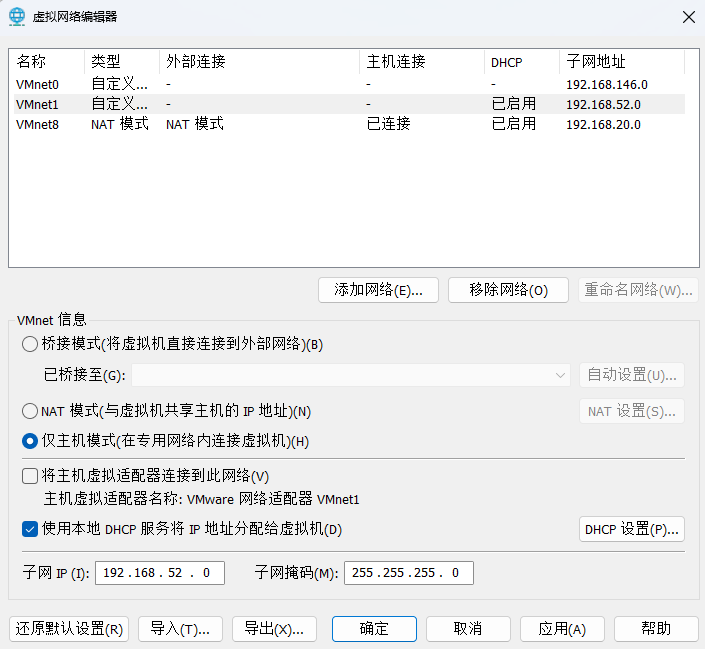 虚拟网络编辑器
名称 类型 外部连接 主机连接 DHCP 子网地址
VMnet0 自定义... - - - 192.168.146.0
VMnet1 自定义... - - 已启用 192.168.52.0
VMnet8 NAT 模式 NAT 模式 已连接 已启用 192.168.20.0
添加网络(E)... 移除网络(O) 重命名网络(W)...
VMnet 信息
桥接模式(将虚拟机直接连接到外部网络)(B)
已桥接至(G): 自动设置(U)...
NAT 模式(与虚拟机共享主机的 IP 地址)(N) NAT 设置(S)...
仅主机模式(在专用网络内连接虚拟机)(H)
将主机虚拟适配器连接到此网络(V)
主机虚拟适配器名称: VMware 网络适配器 VMnet1
使用本地 DHCP 服务将 IP 地址分配给虚拟机(D) DHCP 设置(P)...
子网 IP (I): 192.168.52.0 子网掩码(M): 255.255.255.0
还原默认设置(R) 导入(T)... 导出(X)... 确定 取消 应用(A) 帮助